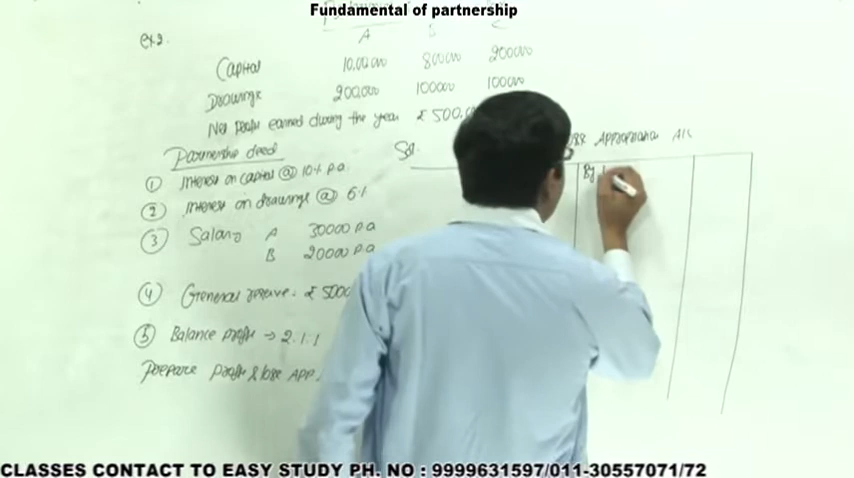 Fundamental of partnership
A B C
ex2.
Capital 10,00,000 800000 200000
Drawings 200,000 100000 100000
Net profit earned during the year ₹ 500,0
Partnership deed
Sol.
Appropriation A/c
① Interest on capital @ 10% p.a.
By
② Interest on drawings @ 6%
③ Salary A 30000 p.a
B 20000 p.a
④ General reserve: ₹ 5000
⑤ Balance profit → 2:1:1
Prepare profit & loss APP.
CLASSES CONTACT TO EASY STUDY PH. NO : 9999631597/011-30557071/72